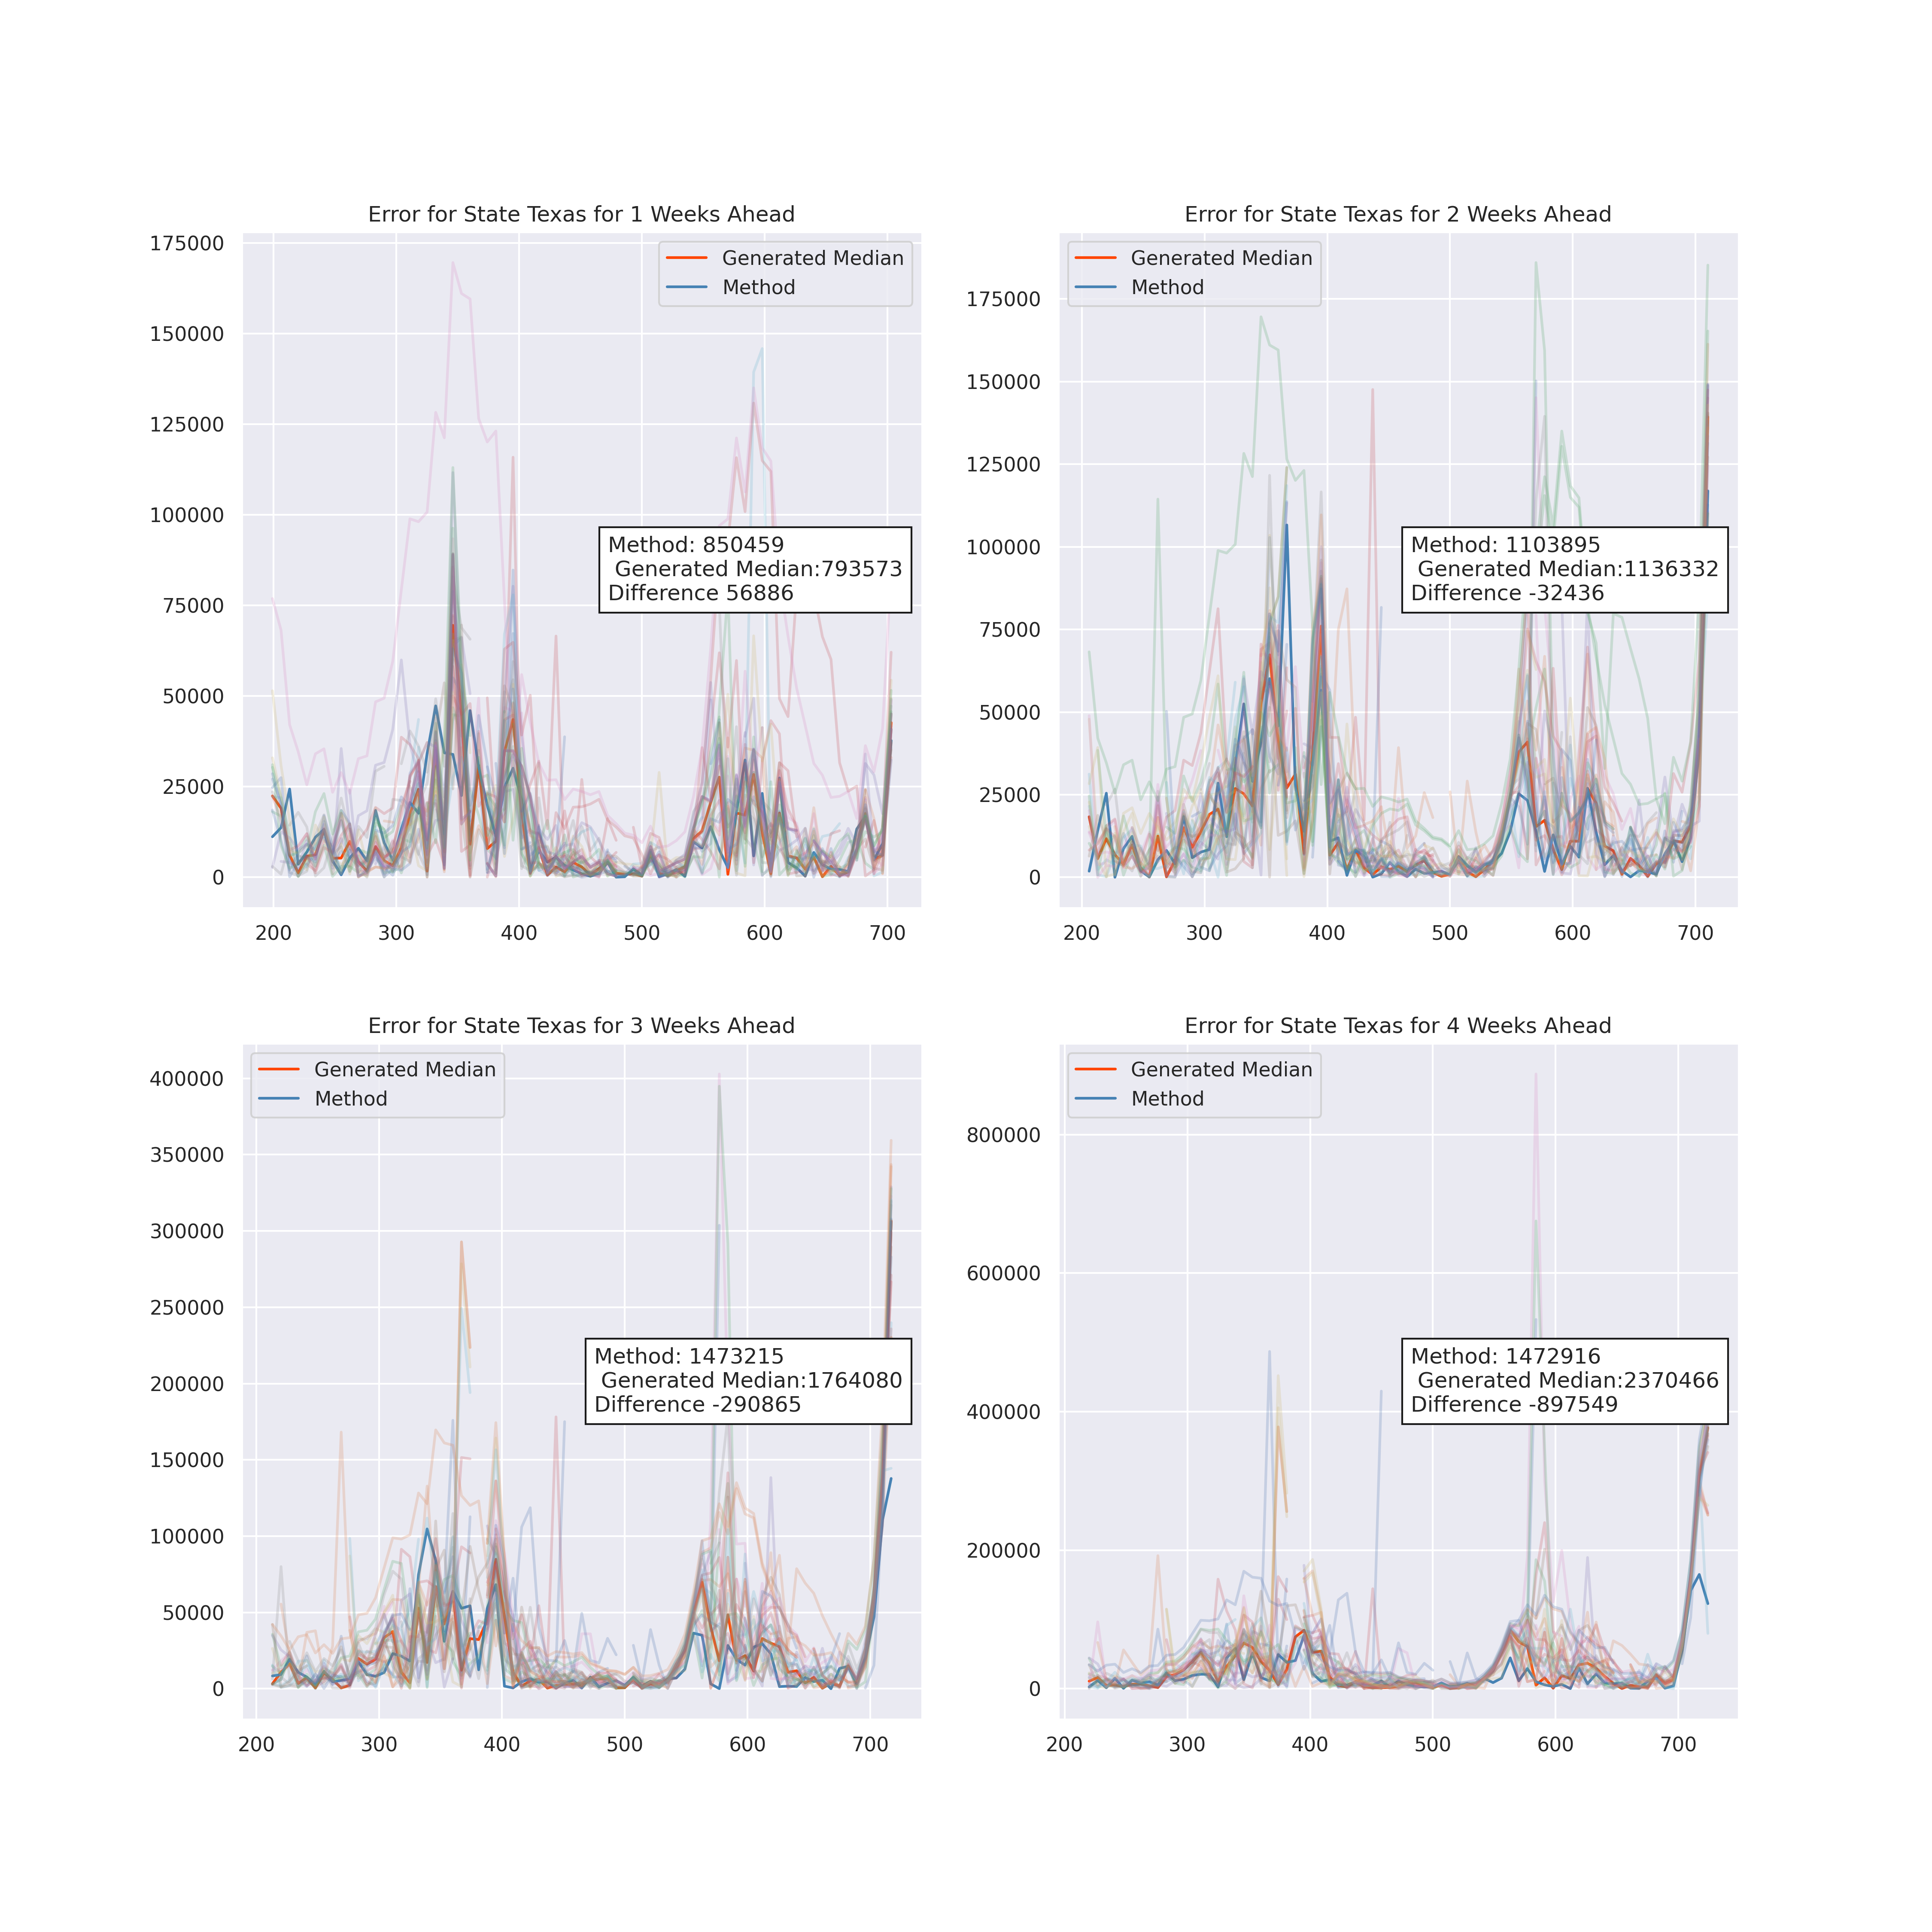 Error for State Texas for 1 Weeks Ahead
175000
150000
125000
100000
75000
50000
25000
0
200 300 400 500 600 700
Generated Median
Method
Method: 850459
Generated Median:793573
Difference 56886
Error for State Texas for 2 Weeks Ahead
175000
150000
125000
100000
75000
50000
25000
0
200 300 400 500 600 700
Generated Median
Method
Method: 1103895
Generated Median:1136332
Difference -32436
Error for State Texas for 3 Weeks Ahead
400000
350000
300000
250000
200000
150000
100000
50000
0
200 300 400 500 600 700
Generated Median
Method
Method: 1473215
Generated Median:1764080
Difference -290865
Error for State Texas for 4 Weeks Ahead
800000
600000
400000
200000
0
200 300 400 500 600 700
Generated Median
Method
Method: 1472916
Generated Median:2370466
Difference -897549